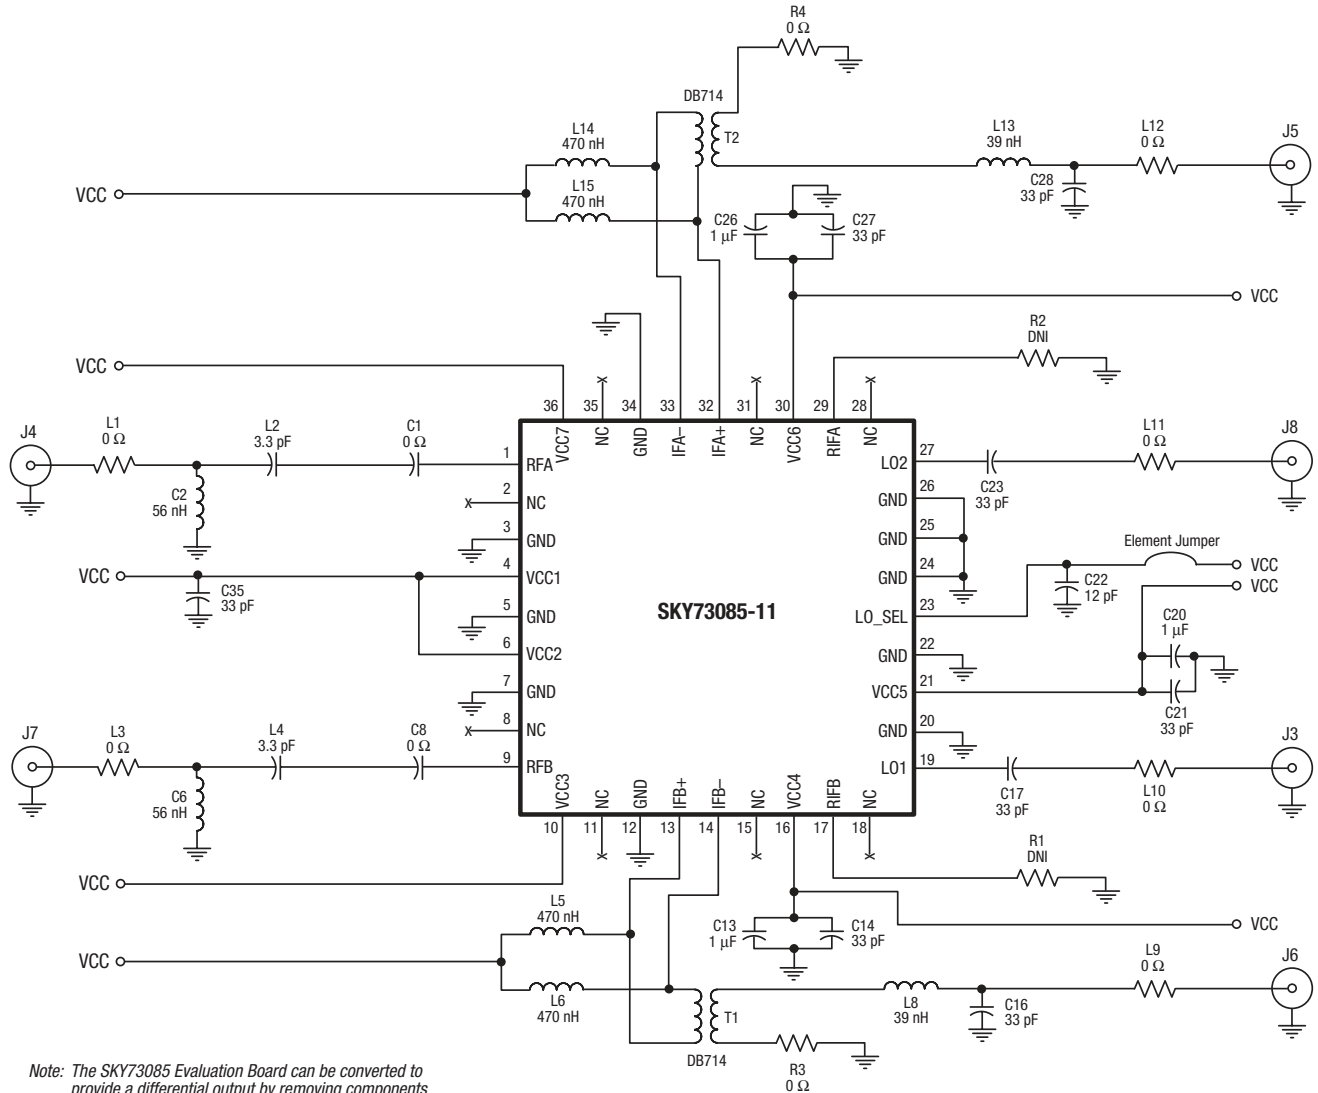 R4
0 Ω
DB714
T2
L14
470 nH
L15
470 nH
L13
39 nH
L12
0 Ω
J5
VCC
C28
33 pF
C26
1 µF
C27
33 pF
VCC
R2
DNI
VCC
36
35
34
33
32
31
30
29
28
x
x
x
VCC7
NC
GND
IFA–
IFA+
NC
VCC6
RIFA
NC
J4
L1
0 Ω
L2
3.3 pF
C1
0 Ω
C2
56 nH
1
RFA
2
x
NC
3
GND
VCC
4
VCC1
C35
33 pF
5
GND
6
VCC2
7
GND
8
x
NC
J7
L3
0 Ω
L4
3.3 pF
C8
0 Ω
9
RFB
C6
56 nH
SKY73085-11
LO2
27
C23
33 pF
L11
0 Ω
J8
GND
26
GND
25
GND
24
Element Jumper
VCC
VCC
LO_SEL
23
C22
12 pF
C20
1 µF
GND
22
VCC5
21
C21
33 pF
GND
20
LO1
19
C17
33 pF
L10
0 Ω
J3
VCC3
NC
GND
IFB+
IFB–
NC
VCC4
RIFB
NC
10
11
12
13
14
15
16
17
18
x
x
x
R1
DNI
VCC
L5
470 nH
C13
1 µF
C14
33 pF
VCC
VCC
L6
470 nH
T1
DB714
L8
39 nH
C16
33 pF
L9
0 Ω
J6
R3
0 Ω
Note: The SKY73085 Evaluation Board can be converted to
provide a differential output by removing components